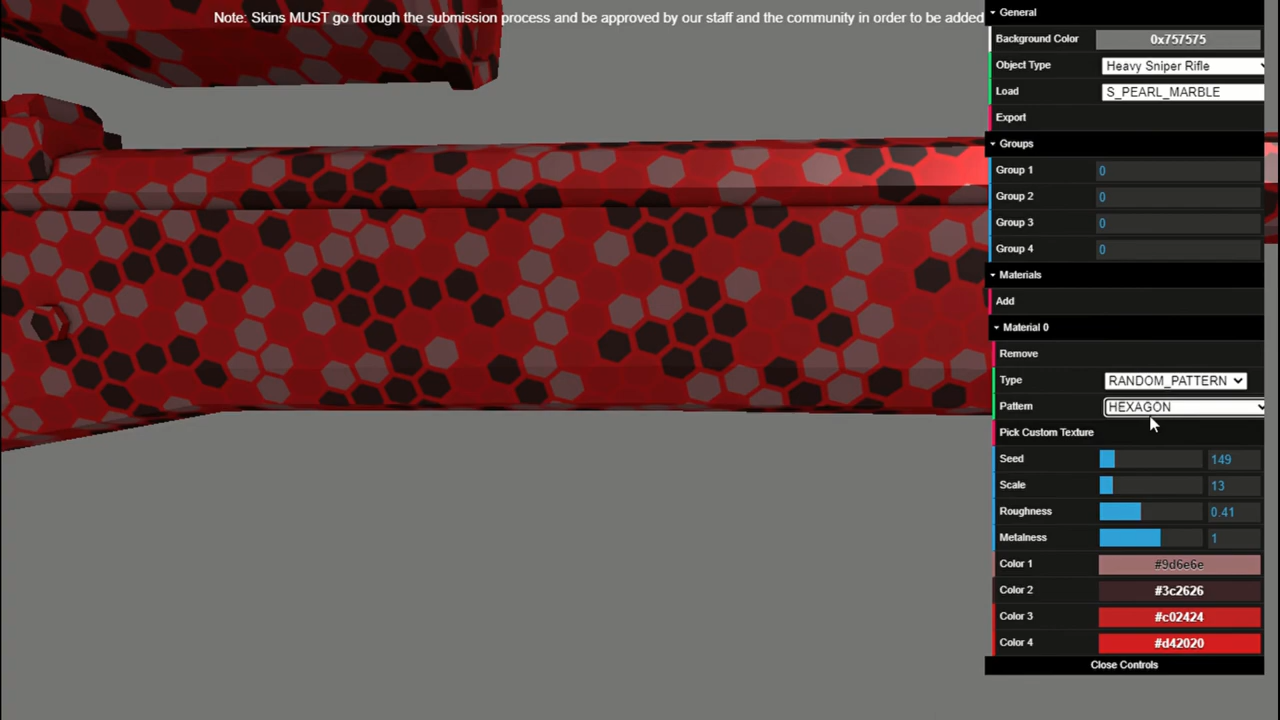 Note: Skins MUST go through the submission process and be approved by our staff and the community in order to be added
General
Background Color 0x757575
Object Type Heavy Sniper Rifle
Load S_PEARL_MARBLE
Export
Groups
Group 1 0
Group 2 0
Group 3 0
Group 4 0
Materials
Add
Material 0
Remove
Type RANDOM_PATTERN
Pattern HEXAGON
Pick Custom Texture
Seed 149
Scale 13
Roughness 0.41
Metalness 1
Color 1 #9d6e6e
Color 2 #3c2626
Color 3 #c02424
Color 4 #d42020
Close Controls